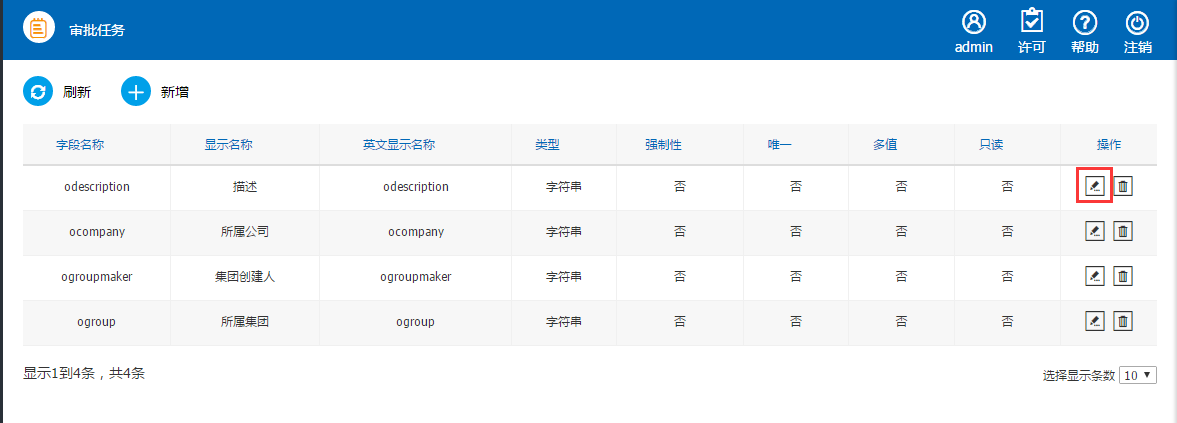 审批任务
admin 许可 帮助 注销
刷新 新增
字段名称 显示名称 英文显示名称 类型 强制性 唯一 多值 只读 操作
odescription 描述 odescription 字符串 否 否 否 否
ocompany 所属公司 ocompany 字符串 否 否 否 否
ogroupmaker 集团创建人 ogroupmaker 字符串 否 否 否 否
ogroup 所属集团 ogroup 字符串 否 否 否 否
显示1到4条，共4条 选择显示条数 10